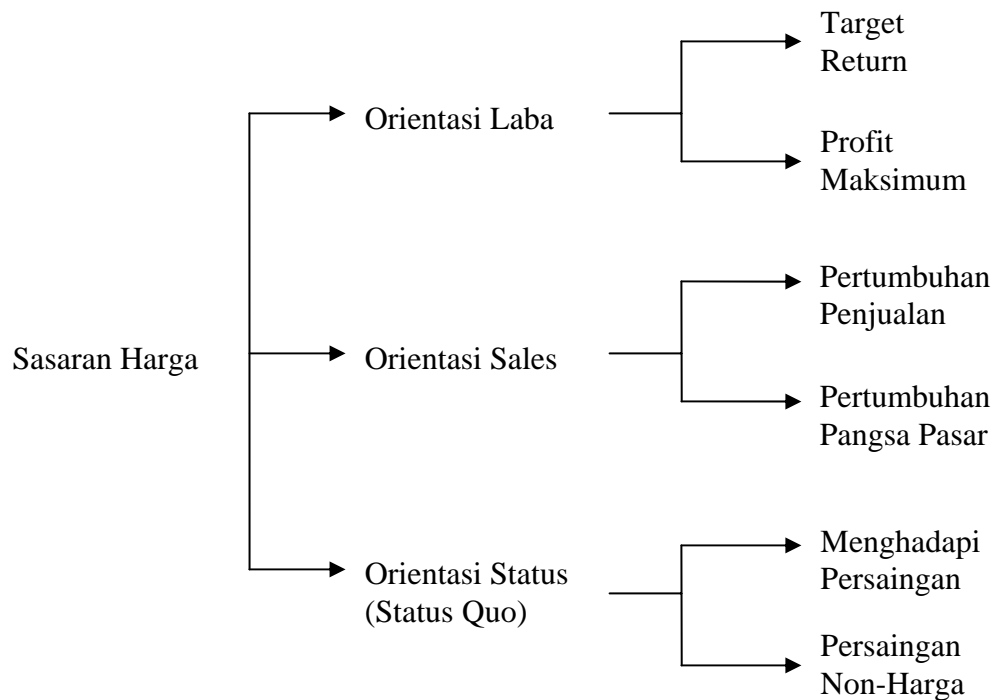 Sasaran Harga
Orientasi Laba
Target
Return
Profit
Maksimum
Orientasi Sales
Pertumbuhan
Penjualan
Pertumbuhan
Pangsa Pasar
Orientasi Status
(Status Quo)
Menghadapi
Persaingan
Persaingan
Non-Harga